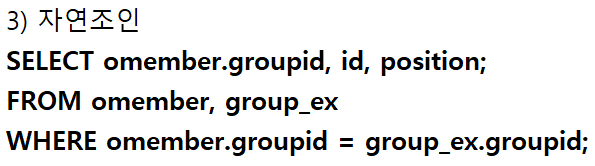 3) 자연조인
SELECT omember.groupid, id, position;
FROM omember, group_ex
WHERE omember.groupid = group_ex.groupid;